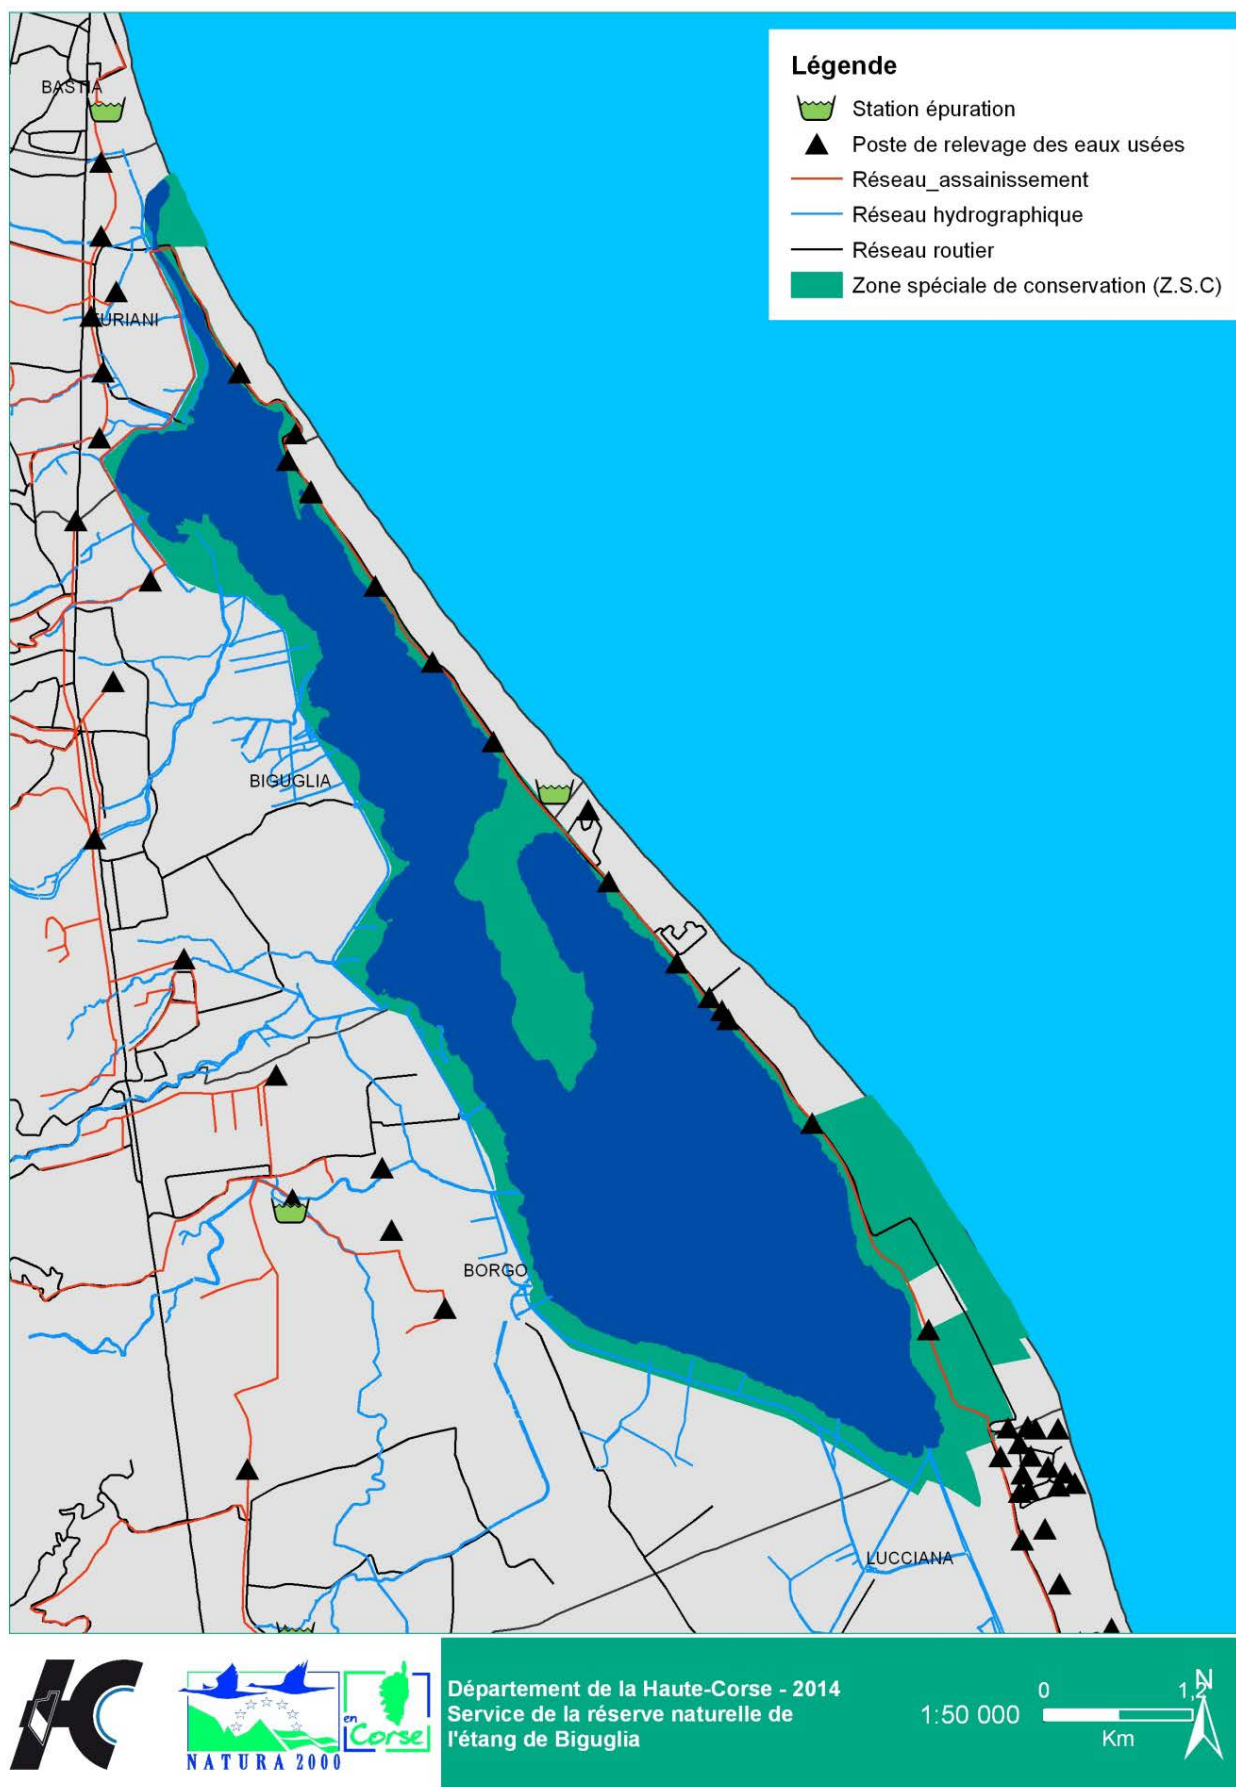 Légende
Station épuration
Poste de relevage des eaux usées
Réseau_assainissement
Réseau hydrographique
Réseau routier
Zone spéciale de conservation (Z.S.C)
BASTIA
FURIANI
BIGUGLIA
BORGO
LUCCIANA
HC
NATURA 2000
en
Corse
Département de la Haute-Corse - 2014
Service de la réserve naturelle de
l'étang de Biguglia
1:50 000
0 1,2
Km
N